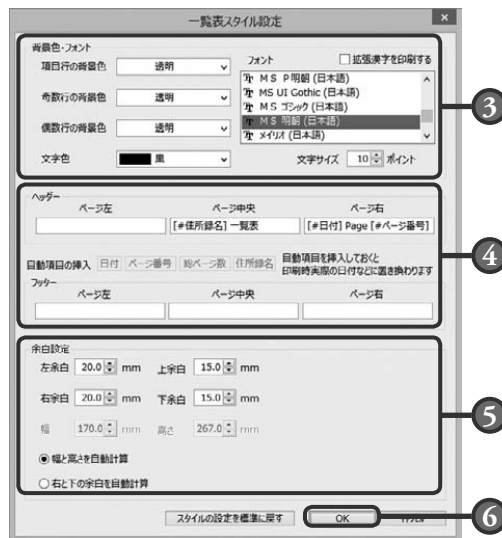 一覧表スタイル設定
×
背景色・フォント
項目行の背景色 透明
奇数行の背景色 透明
偶数行の背景色 透明
文字色 黒
フォント □拡張漢字を印刷する
MS P明朝 (日本語)
MS UI Gothic (日本語)
MS ゴシック (日本語)
MS 明朝 (日本語)
メイリオ (日本語)
文字サイズ 10 ポイント
3
ヘッダー
ページ左 ページ中央 ページ右
[#住所録名] 一覧表 [#日付] Page [#ページ番号]
自動項目の挿入 日付 ページ番号 総ページ数 住所録名 自動項目を挿入しておくと
印刷時実際の日付などに置き換わります
フッター
ページ左 ページ中央 ページ右
4
余白設定
左余白 20.0 mm 上余白 15.0 mm
右余白 20.0 mm 下余白 15.0 mm
幅 170.0 mm 高さ 267.0 mm
幅と高さを自動計算
右と下の余白を自動計算
5
スタイルの設定を標準に戻す OK
6